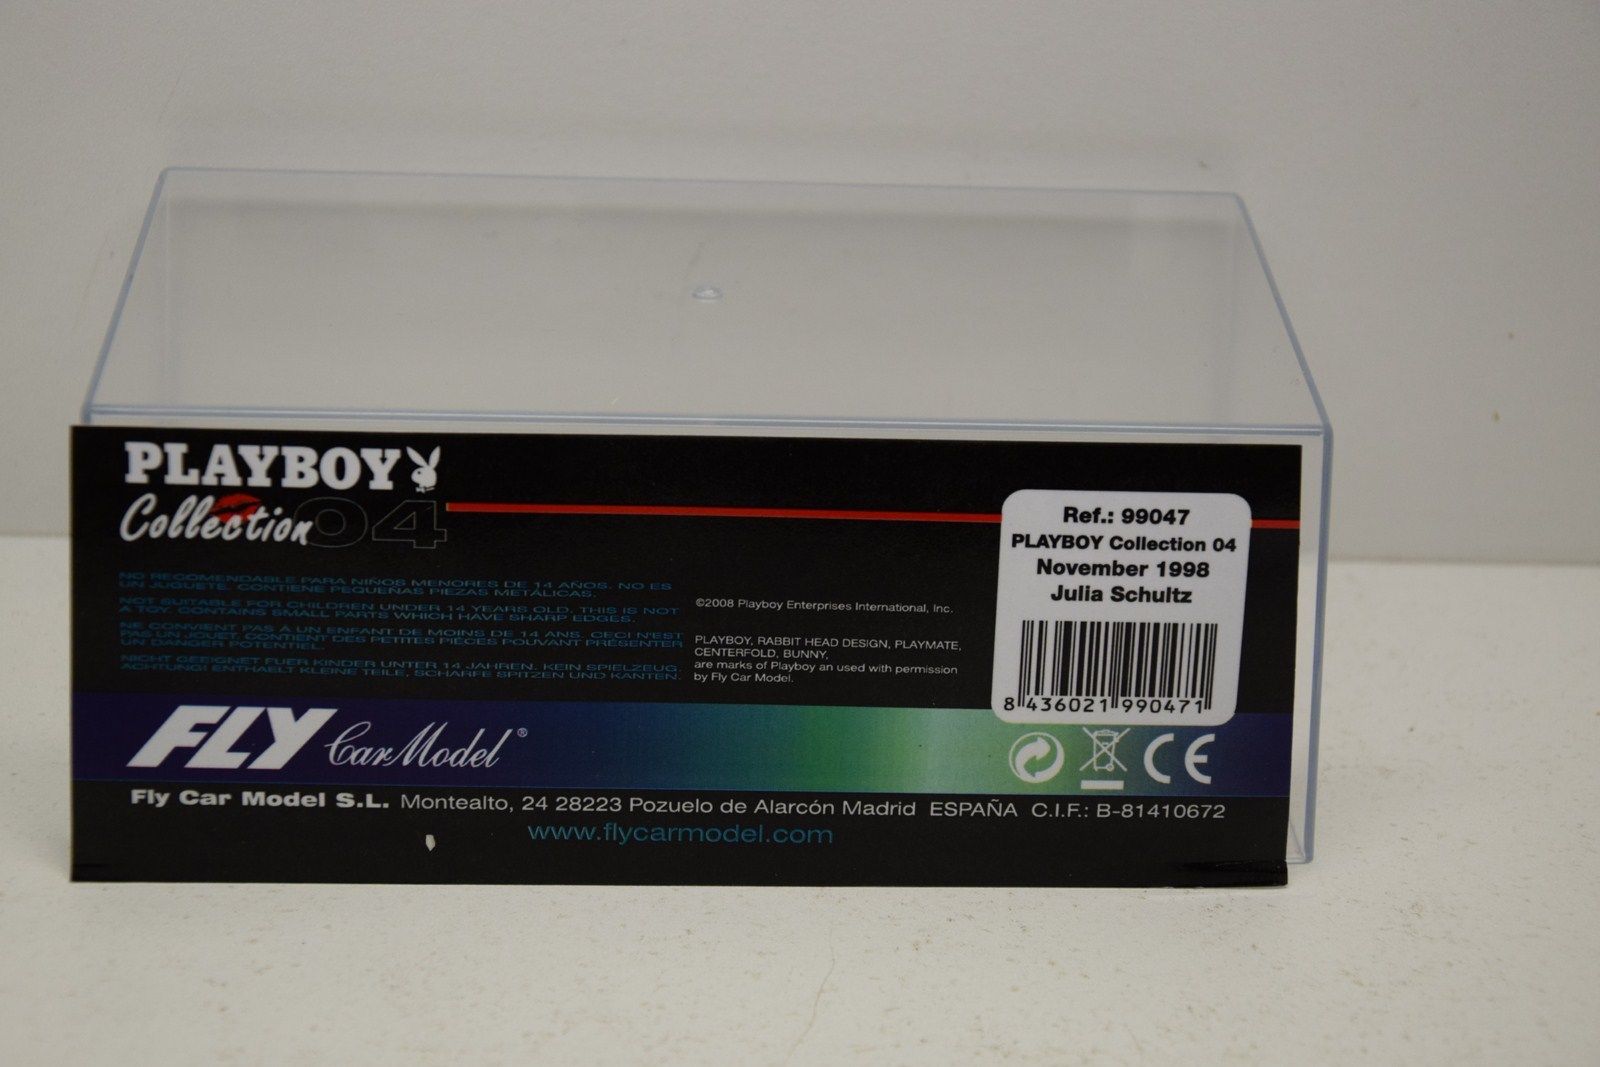 PLAYBOY
Collection 04
NO RECOMENDABLE PARA NIÑOS MENORES DE 14 AÑOS. NO ES
UN JUGUETE. CONTIENE PEQUEÑAS PIEZAS METÁLICAS.
NOT SUITABLE FOR CHILDREN UNDER 14 YEARS OLD. THIS IS NOT
A TOY. CONTAINS SMALL PARTS WHICH HAVE SHARP EDGES.
NE CONVIENT PAS À UN ENFANT DE MOINS DE 14 ANS. CECI N'EST
PAS UN JOUET. CONTIENT DES PETITES PIÈCES POUVANT PRÉSENTER
UN DANGER POTENTIEL.
NICHT GEEIGNET FUER KINDER UNTER 14 JAHREN. KEIN SPIELZEUG.
ACHTUNG! ENTHAELT KLEINE TEILE, SCHARFE SPITZEN UND KANTEN.
©2008 Playboy Enterprises International, Inc.
PLAYBOY, RABBIT HEAD DESIGN, PLAYMATE,
CENTERFOLD, BUNNY,
are marks of Playboy an used with permission
by Fly Car Model.
Ref.: 99047
PLAYBOY Collection 04
November 1998
Julia Schultz
8 436021 990471
FLY Car Model®
CE
Fly Car Model S.L. Montealto, 24 28223 Pozuelo de Alarcón Madrid ESPAÑA C.I.F.: B-81410672
www.flycarmodel.com